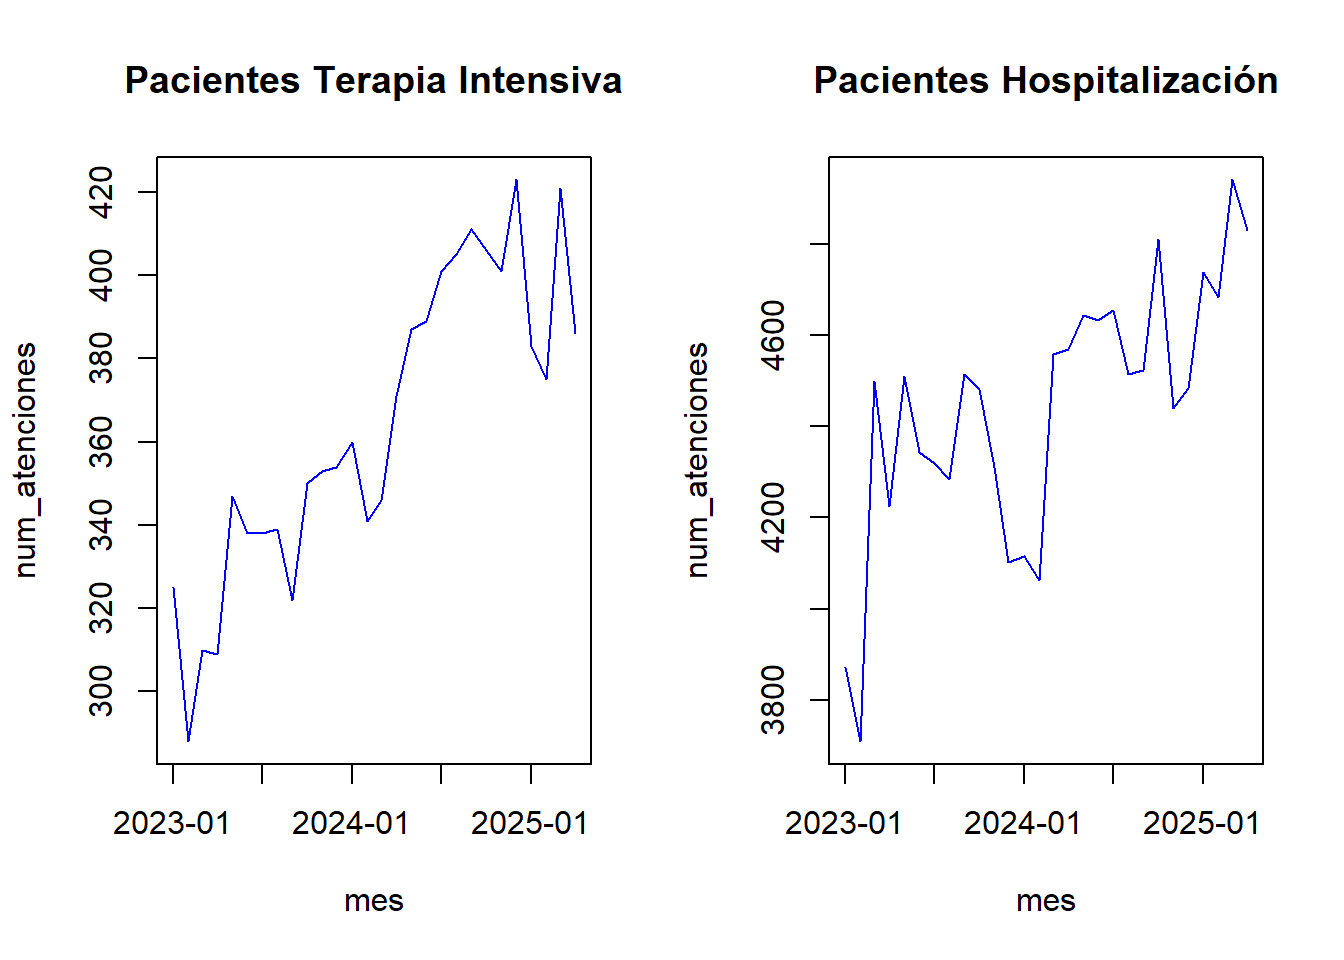 Pacientes Terapia Intensiva
num_atenciones
420
400
380
360
340
320
300
2023-01 2024-01 2025-01
mes
Pacientes Hospitalización
num_atenciones
4600
4200
3800
2023-01 2024-01 2025-01
mes